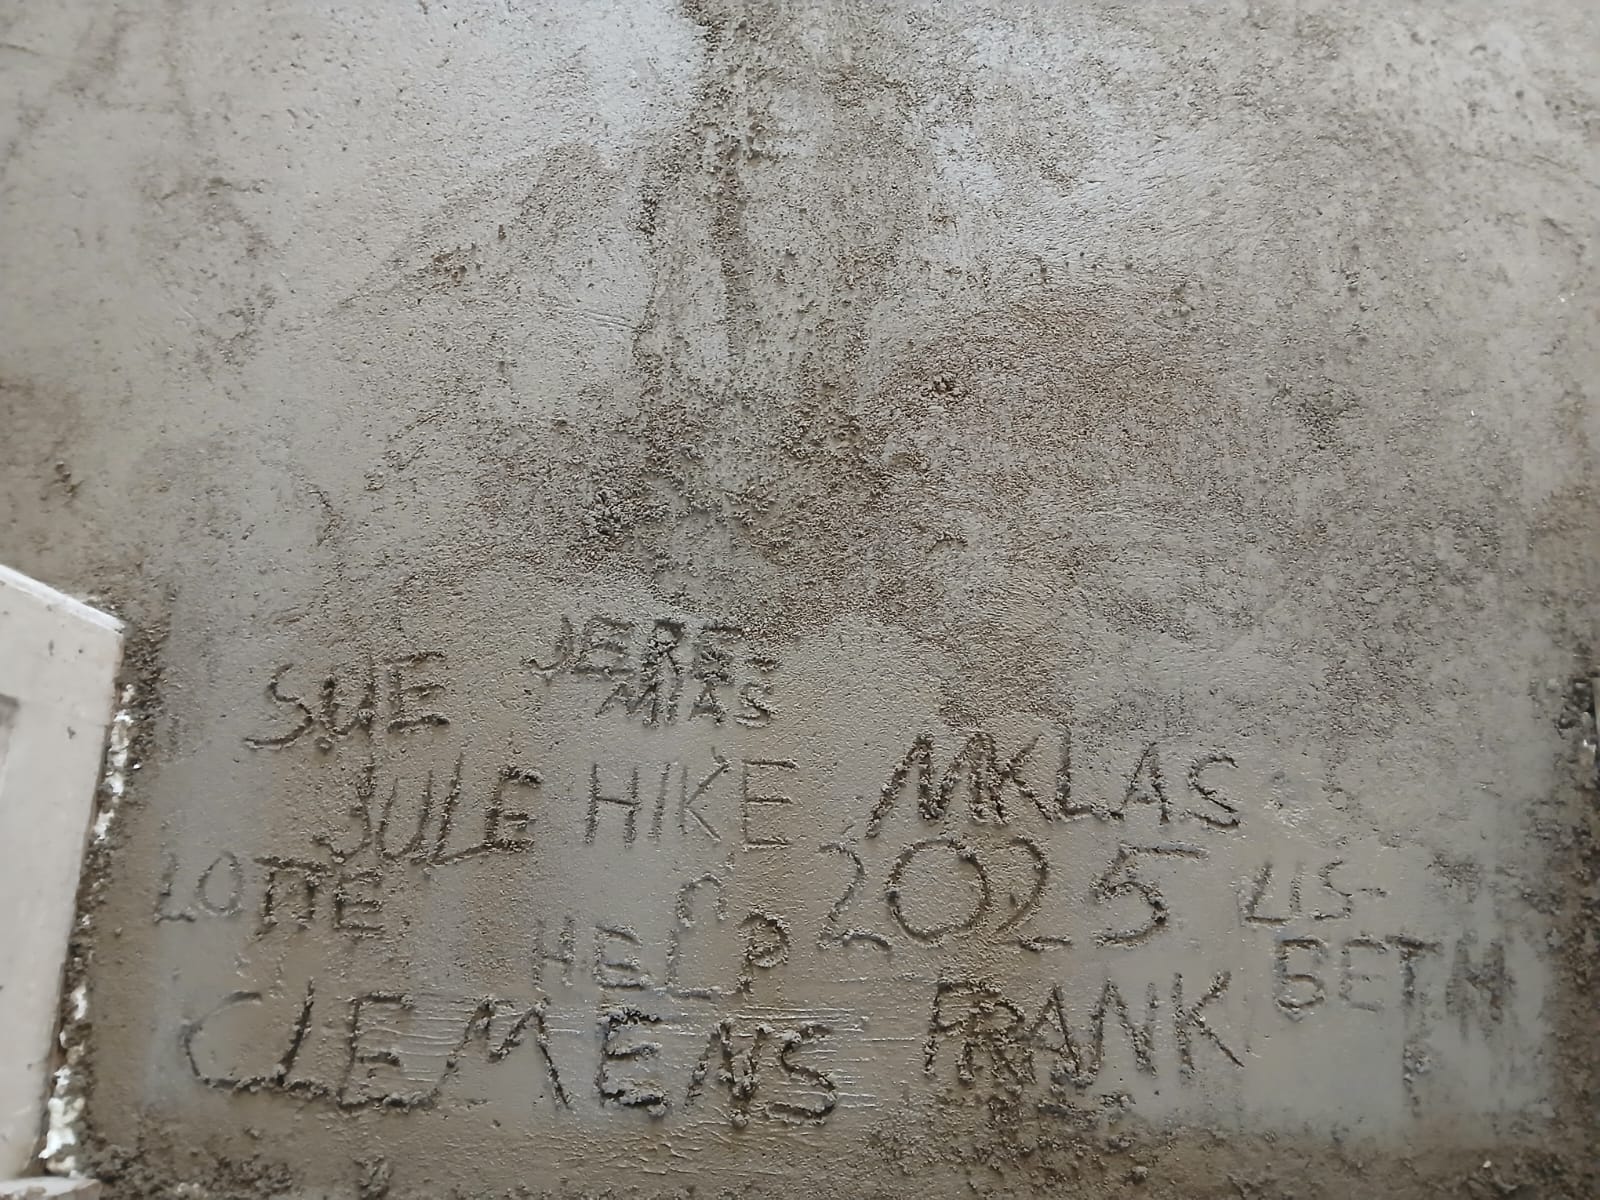 JERE-
MIAS
SUE
JULE
HIKE
NIKLAS
LOTTE
n
HELP
2025
LIS-
BETH
CLEMENS
FRANK